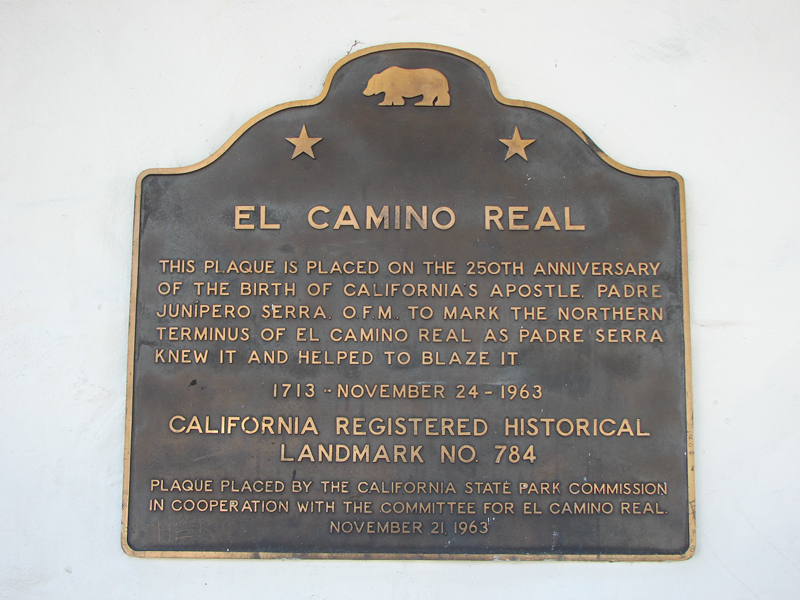 EL CAMINO REAL
THIS PLAQUE IS PLACED ON THE 250TH ANNIVERSARY
OF THE BIRTH OF CALIFORNIA'S APOSTLE, PADRE
JUNÍPERO SERRA, O.F.M., TO MARK THE NORTHERN
TERMINUS OF EL CAMINO REAL AS PADRE SERRA
KNEW IT AND HELPED TO BLAZE IT.
1713 - NOVEMBER 24 - 1963
CALIFORNIA REGISTERED HISTORICAL
LANDMARK NO. 784
PLAQUE PLACED BY THE CALIFORNIA STATE PARK COMMISSION
IN COOPERATION WITH THE COMMITTEE FOR EL CAMINO REAL.
NOVEMBER 21, 1963